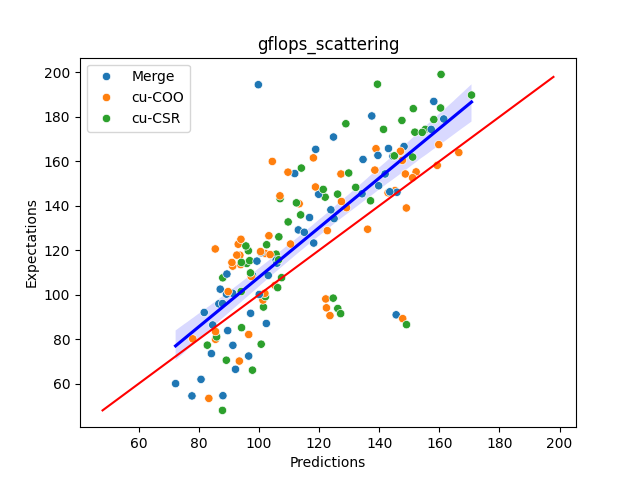 gflops_scattering
Merge
cu-COO
cu-CSR
200
180
160
140
120
100
80
60
Expectations
60 80 100 120 140 160 180 200
Predictions